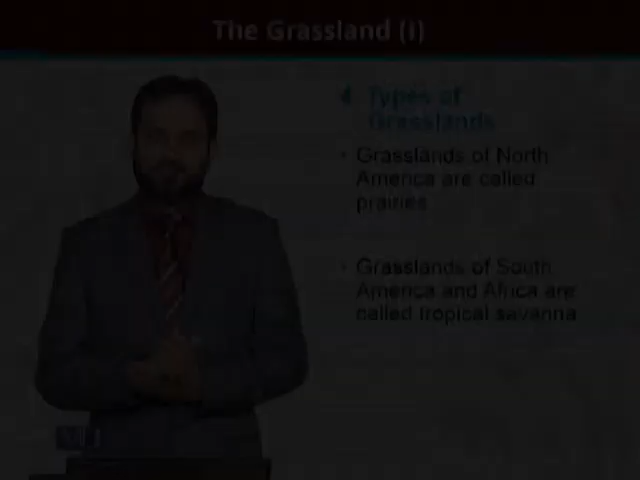 The Grassland (I)
4. Types of
Grasslands
• Grasslands of North
America are called
prairies
• Grasslands of South
America and Africa are
called tropical savanna